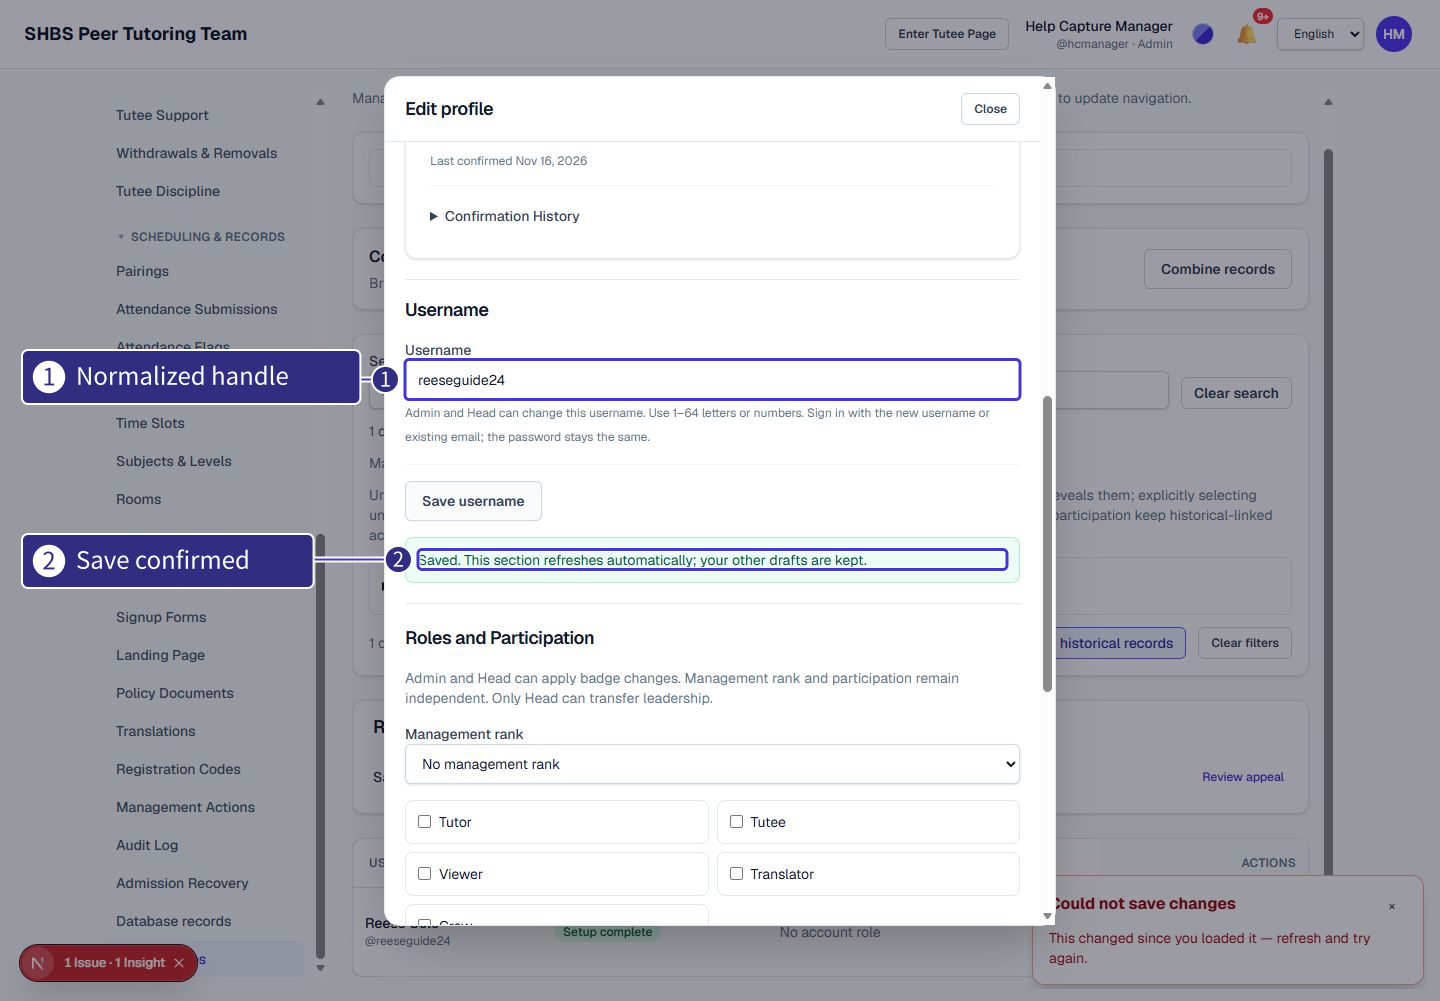 SHBS Peer Tutoring Team
Enter Tutee Page
Help Capture Manager
@hcmanager · Admin
9+
English
HM
Tutee Support
Withdrawals & Removals
Tutee Discipline
SCHEDULING & RECORDS
Pairings
Attendance Submissions
Attendance Flags
Time Slots
Subjects & Levels
Rooms
Signup Forms
Landing Page
Policy Documents
Translations
Registration Codes
Management Actions
Audit Log
Admission Recovery
Database records
N 1 Issue · 1 Insight ×
1 Normalized handle 1
2 Save confirmed 2
to update navigation.
Combine records
Clear search
eveals them; explicitly selecting
participation keep historical-linked
historical records
Clear filters
Review appeal
ACTIONS
@reeseguide24
Setup complete
No account role
Edit profile
Close
Last confirmed Nov 16, 2026
Confirmation History
Username
Username
reeseguide24
Admin and Head can change this username. Use 1–64 letters or numbers. Sign in with the new username or
existing email; the password stays the same.
Save username
Saved. This section refreshes automatically; your other drafts are kept.
Roles and Participation
Admin and Head can apply badge changes. Management rank and participation remain
independent. Only Head can transfer leadership.
Management rank
No management rank
Tutor
Tutee
Viewer
Translator
Could not save changes ×
This changed since you loaded it — refresh and try
again.